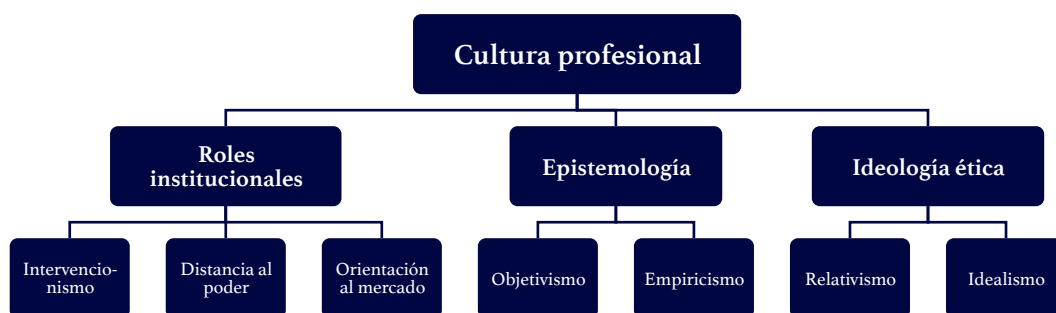 Cultura profesional
Roles
institucionales
Epistemología
Ideología ética
Intervencio-
nismo
Distancia al
poder
Orientación
al mercado
Objetivismo
Empiricismo
Relativismo
Idealismo